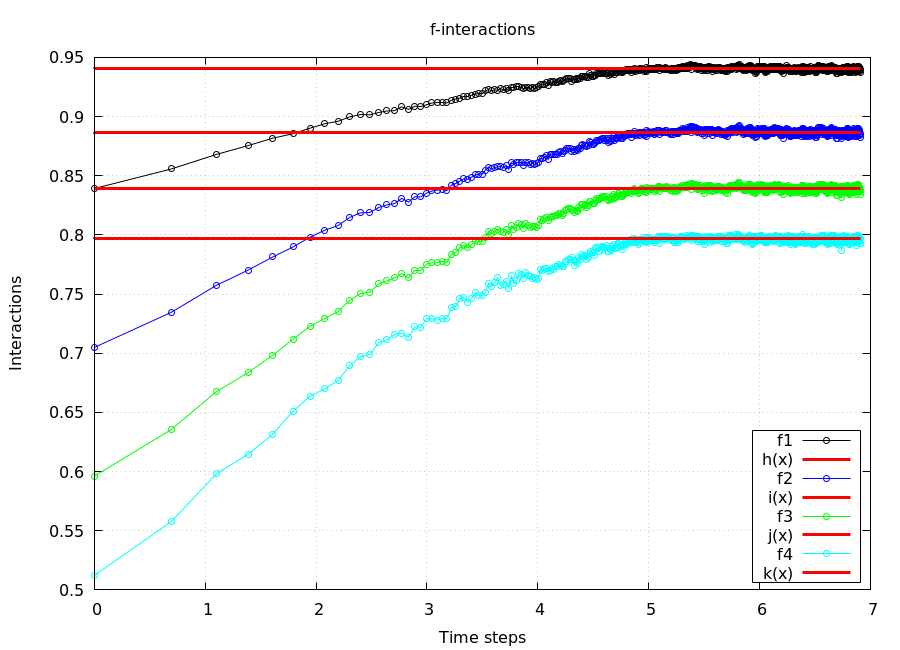 f-interactions
Interactions
0.95
0.9
0.85
0.8
0.75
0.7
0.65
0.6
0.55
0.5
0 1 2 3 4 5 6 7
Time steps
f1
h(x)
f2
i(x)
f3
j(x)
f4
k(x)